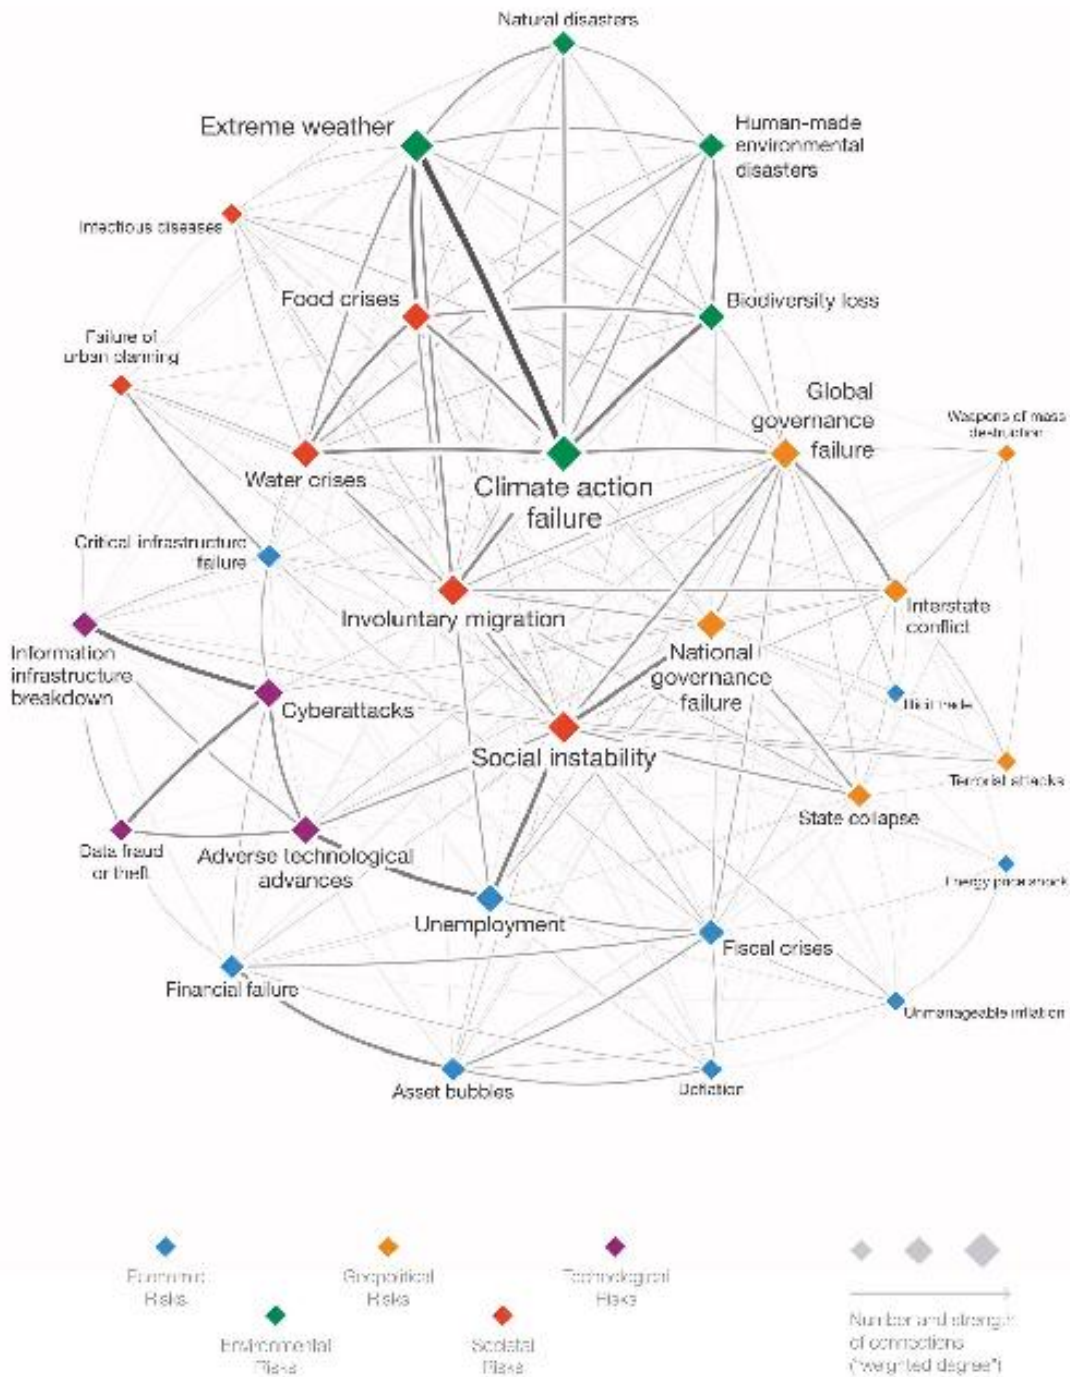 Natural disasters
Extreme weather
Human-made
environmental
disasters
Infectious diseases
Food crises
Biodiversity loss
Failure of
urban planning
Global
governance
failure
Weapons of mass
destruction
Water crises
Climate action
failure
Critical infrastructure
failure
Involuntary migration
Interstate
conflict
Information
infrastructure
breakdown
National
governance
failure
Cyberattacks
Illicit trade
Social instability
Terrorist attacks
State collapse
Data fraud
or theft
Adverse technological
advances
Energy price shock
Unemployment
Fiscal crises
Financial failure
Unmanageable inflation
Asset bubbles
Deflation
Economic
Risks
Geopolitical
Risks
Technological
Risks
Environmental
Risks
Societal
Risks
Number and strength
of connections
("weighted degree")